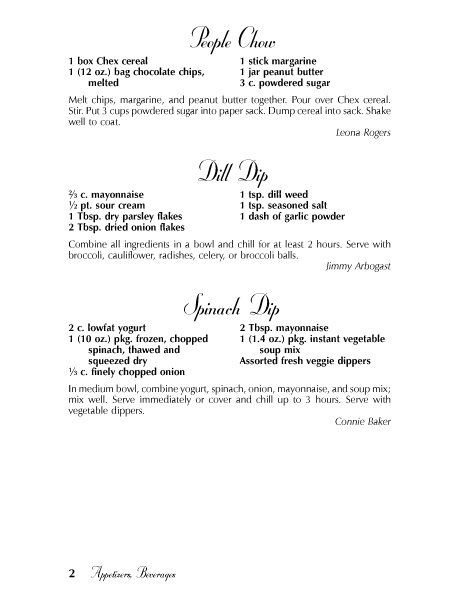 People Chow
1 box Chex cereal
1 (12 oz.) bag chocolate chips,
melted
1 stick margarine
1 jar peanut butter
3 c. powdered sugar
Melt chips, margarine, and peanut butter together. Pour over Chex cereal.
Stir. Put 3 cups powdered sugar into paper sack. Dump cereal into sack. Shake
well to coat.
Leona Rogers
Dill Dip
⅔ c. mayonnaise
½ pt. sour cream
1 Tbsp. dry parsley flakes
2 Tbsp. dried onion flakes
1 tsp. dill weed
1 tsp. seasoned salt
1 dash of garlic powder
Combine all ingredients in a bowl and chill for at least 2 hours. Serve with
broccoli, cauliflower, radishes, celery, or broccoli balls.
Jimmy Arbogast
Spinach Dip
2 c. lowfat yogurt
1 (10 oz.) pkg. frozen, chopped
spinach, thawed and
squeezed dry
⅓ c. finely chopped onion
2 Tbsp. mayonnaise
1 (1.4 oz.) pkg. instant vegetable
soup mix
Assorted fresh veggie dippers
In medium bowl, combine yogurt, spinach, onion, mayonnaise, and soup mix;
mix well. Serve immediately or cover and chill up to 3 hours. Serve with
vegetable dippers.
Connie Baker
2 Appetizers, Beverages